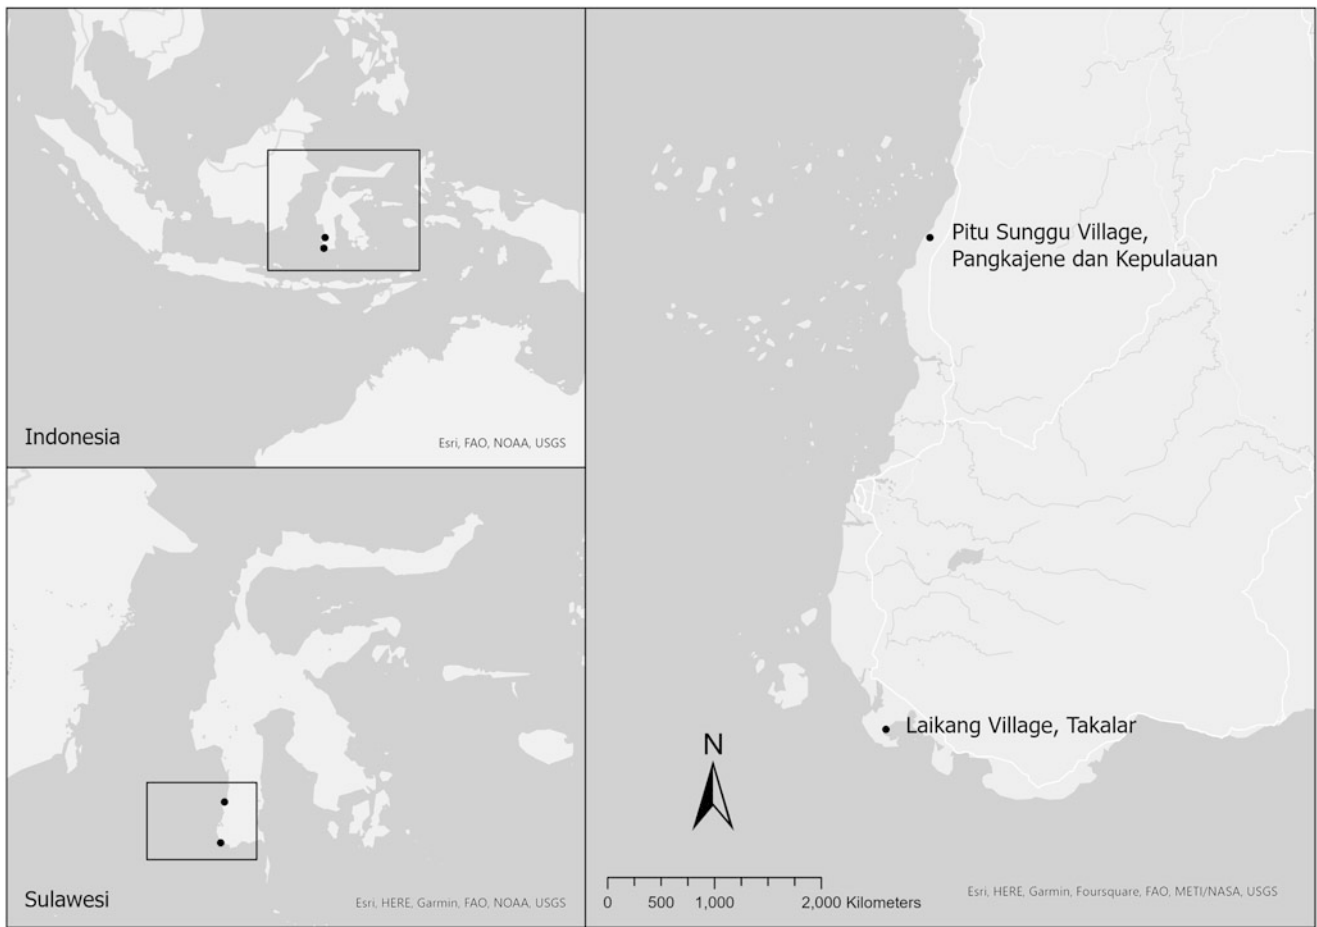 Indonesia
Esri, FAO, NOAA, USGS
Sulawesi
Esri, HERE, Garmin, FAO, NOAA, USGS
Pitu Sunggu Village,
Pangkajene dan Kepulauan
Laikang Village, Takalar
N
0 500 1,000 2,000 Kilometers
Esri, HERE, Garmin, Foursquare, FAO, METI/NASA, USGS